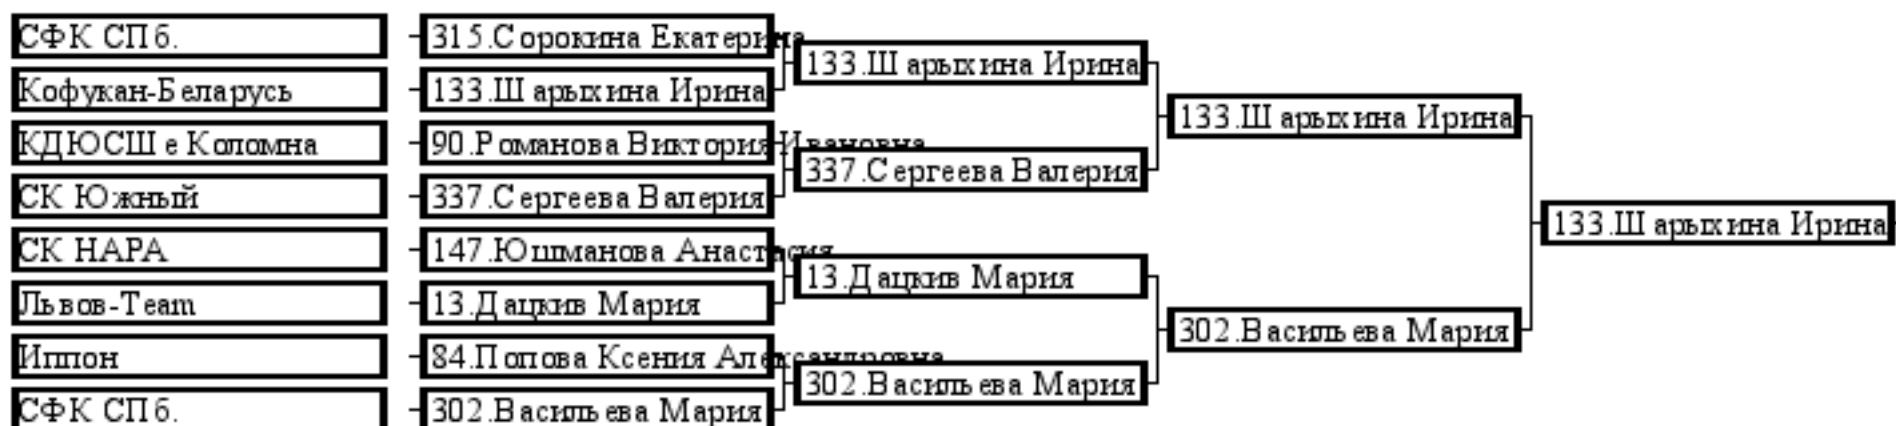 СФК СПб.
315.Сорокина Екатерина
133.Шарыхина Ирина
Кофукан-Беларусь
133.Шарыхина Ирина
133.Шарыхина Ирина
КДЮСШ е Коломна
90.Романова Виктория Ивановна
337.Сергеева Валерия
СК Южный
337.Сергеева Валерия
133.Шарыхина Ирина
СК НАРА
147.Юшманова Анастасия
13.Дацкив Мария
Львов-Team
13.Дацкив Мария
302.Васильева Мария
Иппон
84.Попова Ксения Александровна
302.Васильева Мария
СФК СПб.
302.Васильева Мария